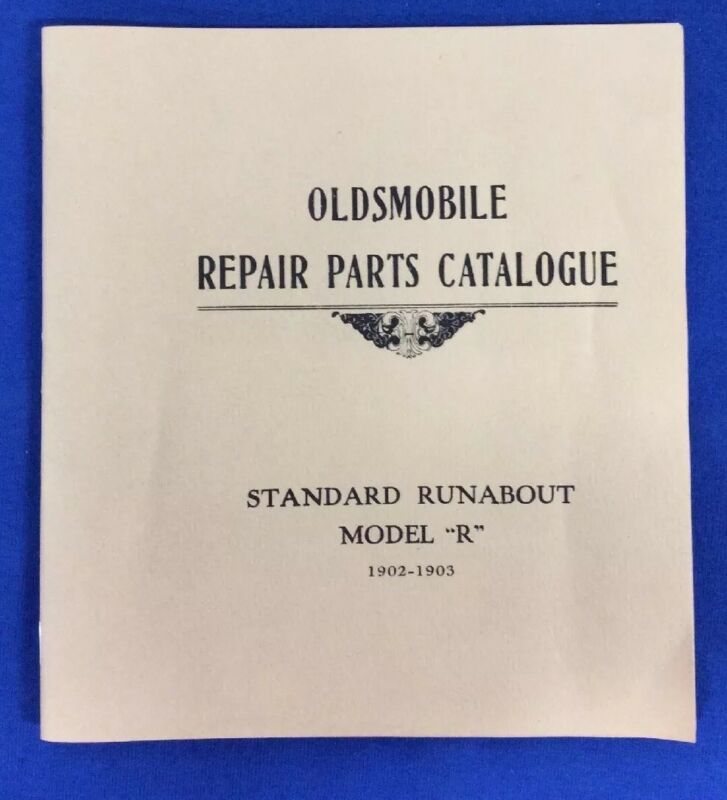 OLDSMOBILE
REPAIR PARTS CATALOGUE
STANDARD RUNABOUT
MODEL "R"
1902-1903